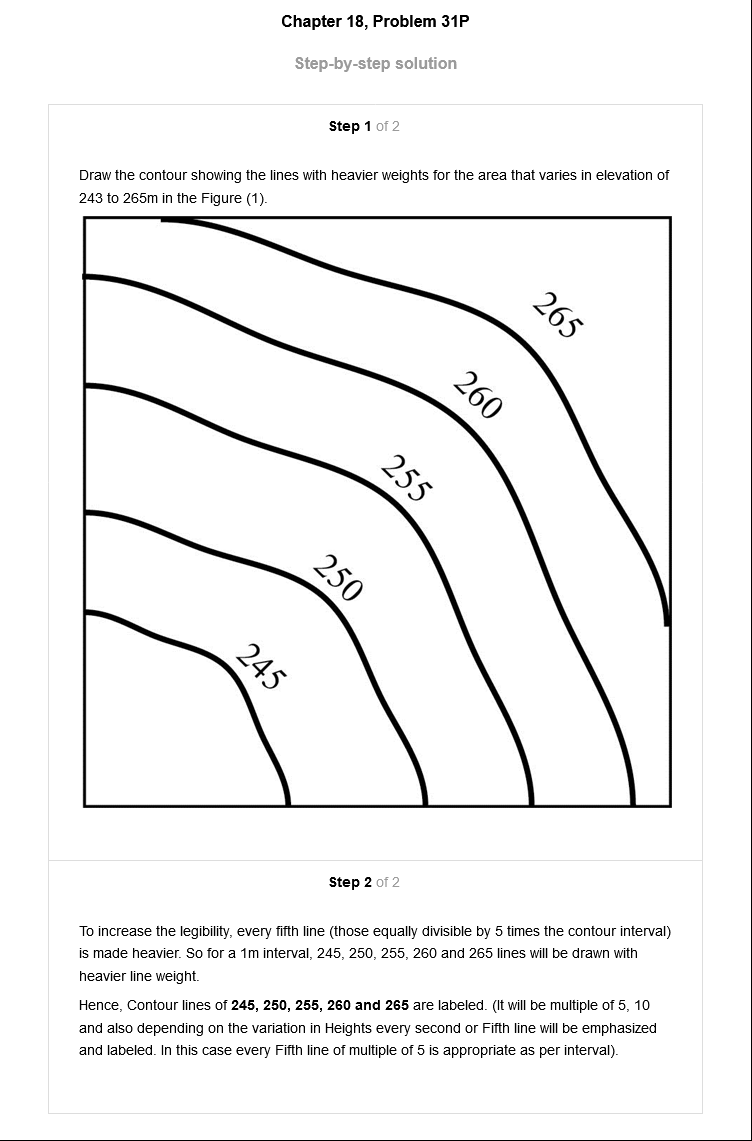 Chapter 18, Problem 31P
Step-by-step solution
Step 1 of 2
Draw the contour showing the lines with heavier weights for the area that varies in elevation of
243 to 265m in the Figure (1).
265
260
255
250
245
Step 2 of 2
To increase the legibility, every fifth line (those equally divisible by 5 times the contour interval)
is made heavier. So for a 1m interval, 245, 250, 255, 260 and 265 lines will be drawn with
heavier line weight.
Hence, Contour lines of 245, 250, 255, 260 and 265 are labeled. (It will be multiple of 5, 10
and also depending on the variation in Heights every second or Fifth line will be emphasized
and labeled. In this case every Fifth line of multiple of 5 is appropriate as per interval).